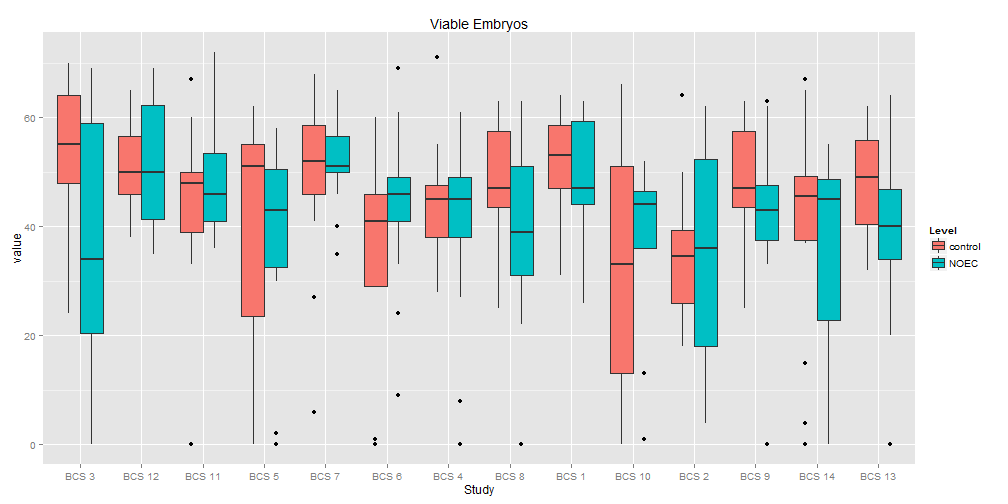 Viable Embryos
value
60
40
20
0
BCS 3 BCS 12 BCS 11 BCS 5 BCS 7 BCS 6 BCS 4 BCS 8 BCS 1 BCS 10 BCS 2 BCS 9 BCS 14 BCS 13
Study
Level
control
NOEC